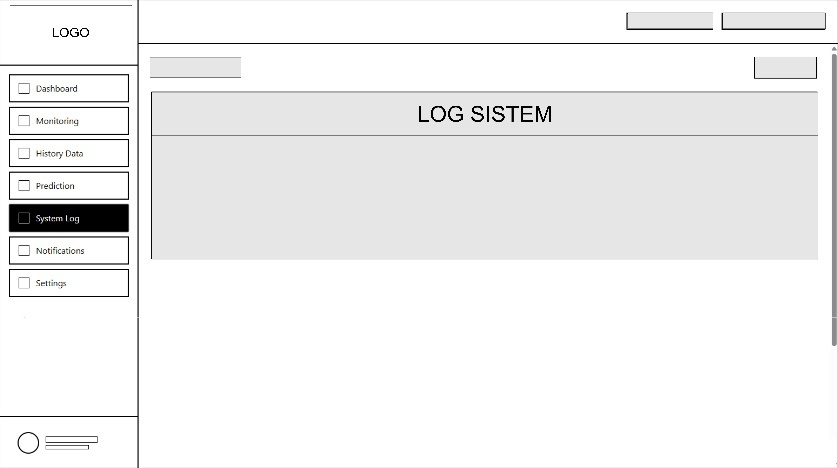 LOGO
Dashboard
Monitoring
History Data
Prediction
System Log
Notifications
Settings
LOG SISTEM